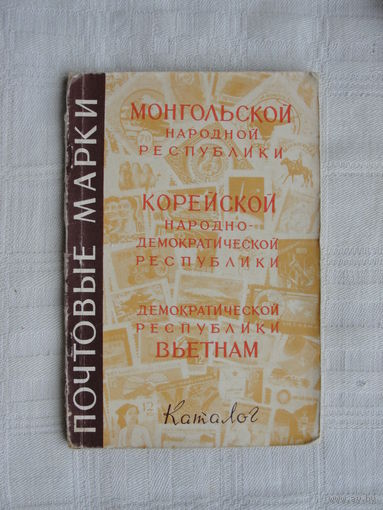 ПОЧТОВЫЕ МАРКИ
МОНГОЛЬСКОЙ
НАРОДНОЙ
РЕСПУБЛИКИ
КОРЕЙСКОЙ
НАРОДНО-
ДЕМОКРАТИЧЕСКОЙ
РЕСПУБЛИКИ
ДЕМОКРАТИЧЕСКОЙ
РЕСПУБЛИКИ
ВЬЕТНАМ
Каталог